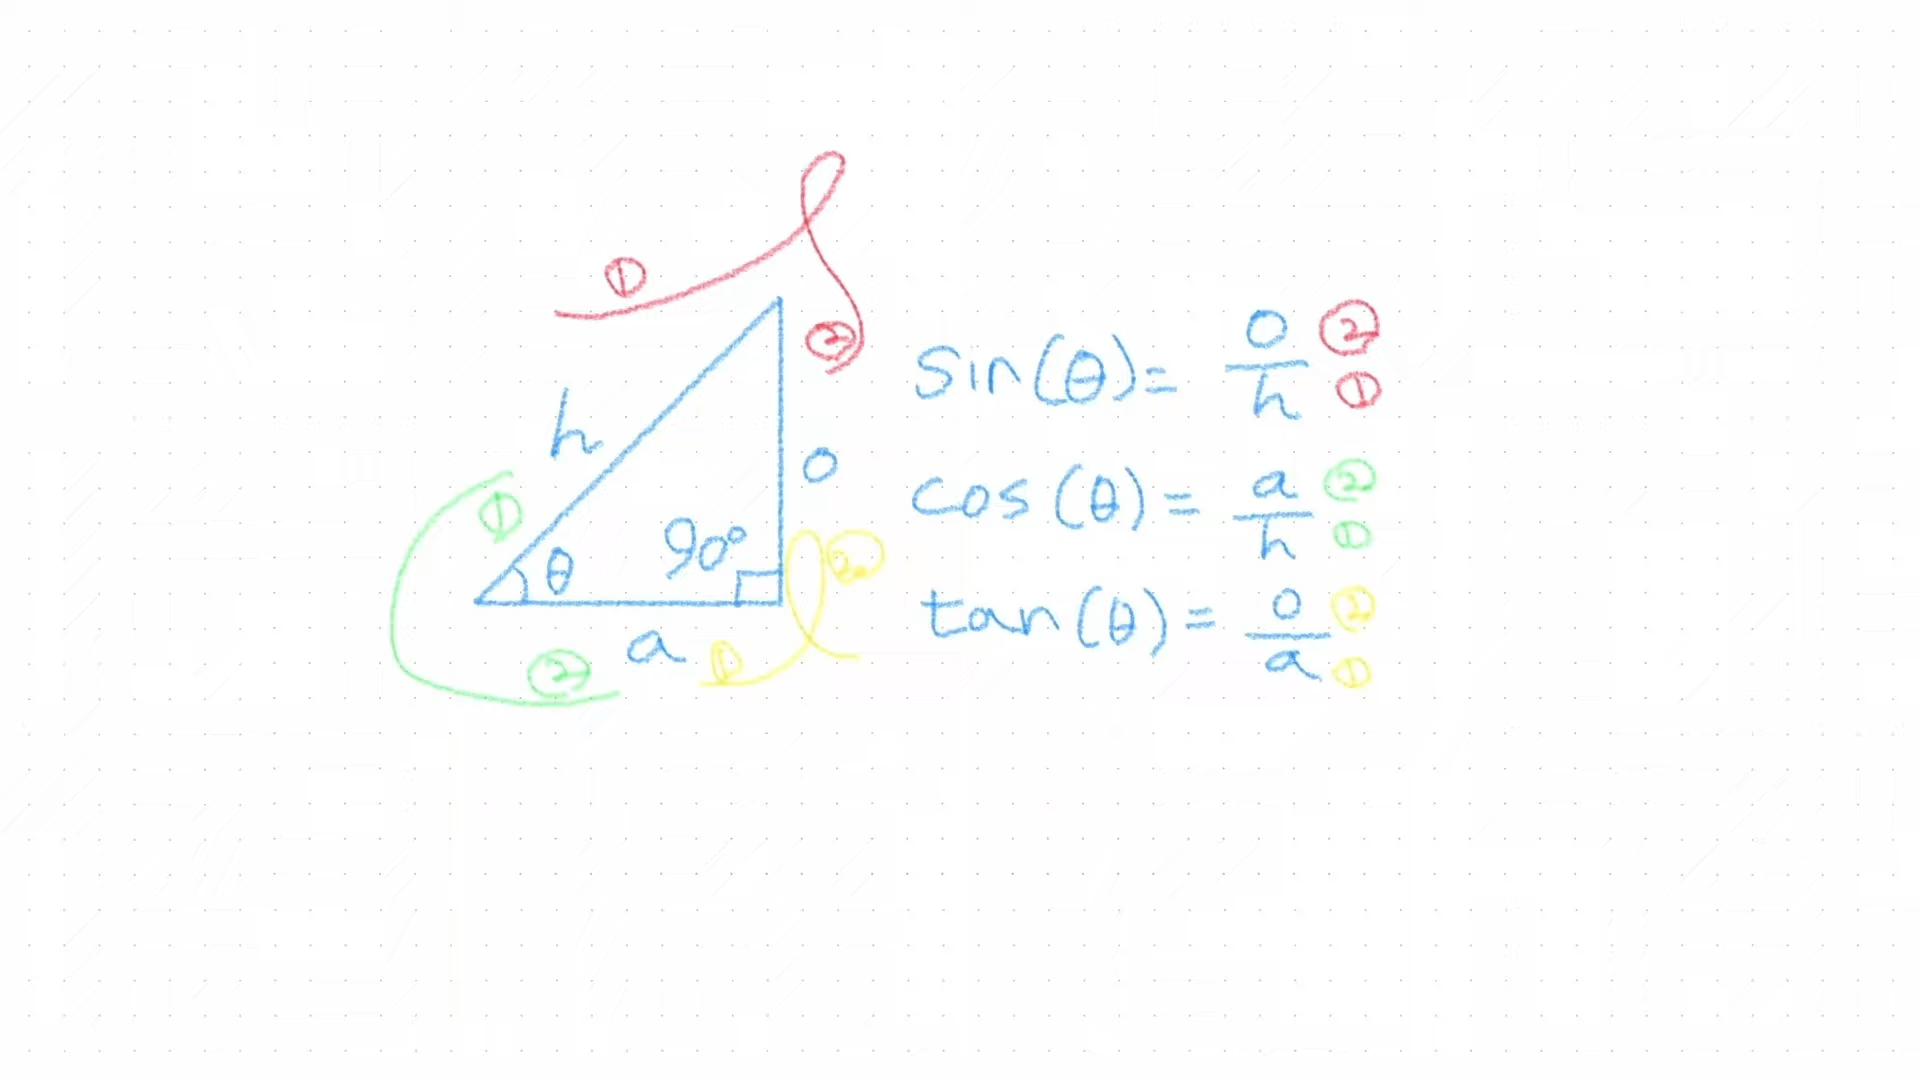 ①
②
h
o
①
90°
θ
②
a
①
②
sin(θ) = o/h ② ①
cos(θ) = a/h ② ①
tan(θ) = o/a ② ①